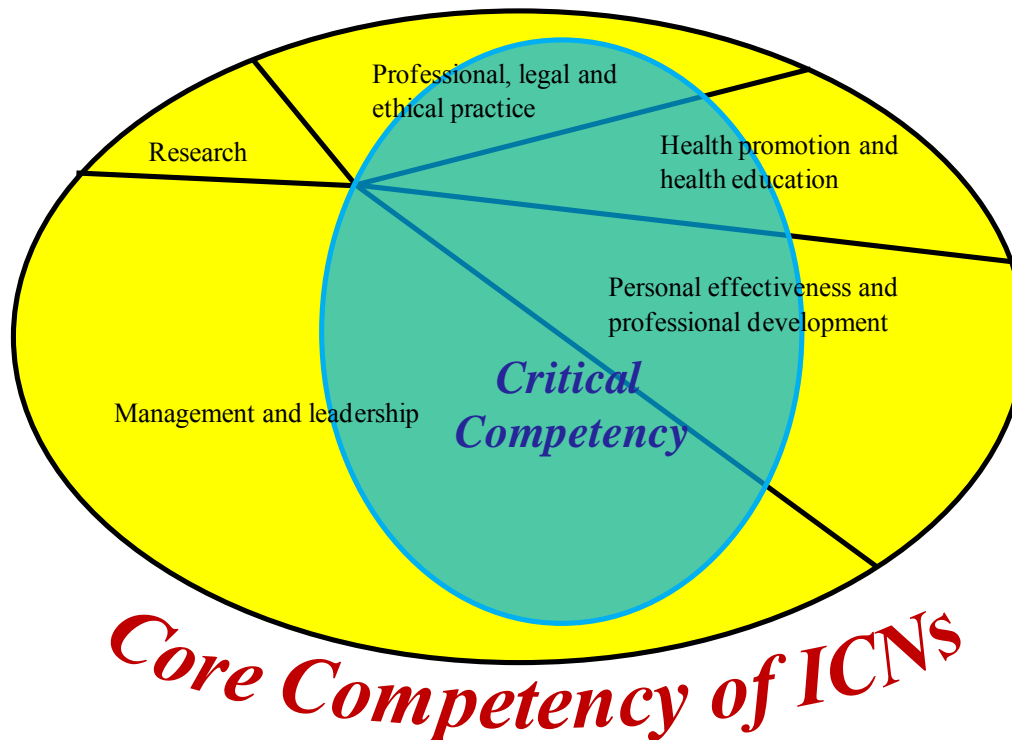 Professional, legal and
ethical practice
Research
Health promotion and
health education
Personal effectiveness and
professional development
Critical
Competency
Management and leadership
Core Competency of ICNs